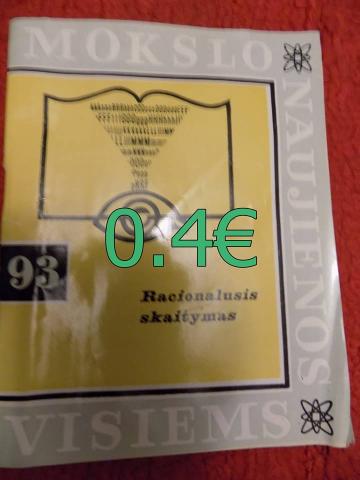 MOKSLO
NAUJIENOS
0.4€
93
Racionalusis
skaitymas
VISIEMS